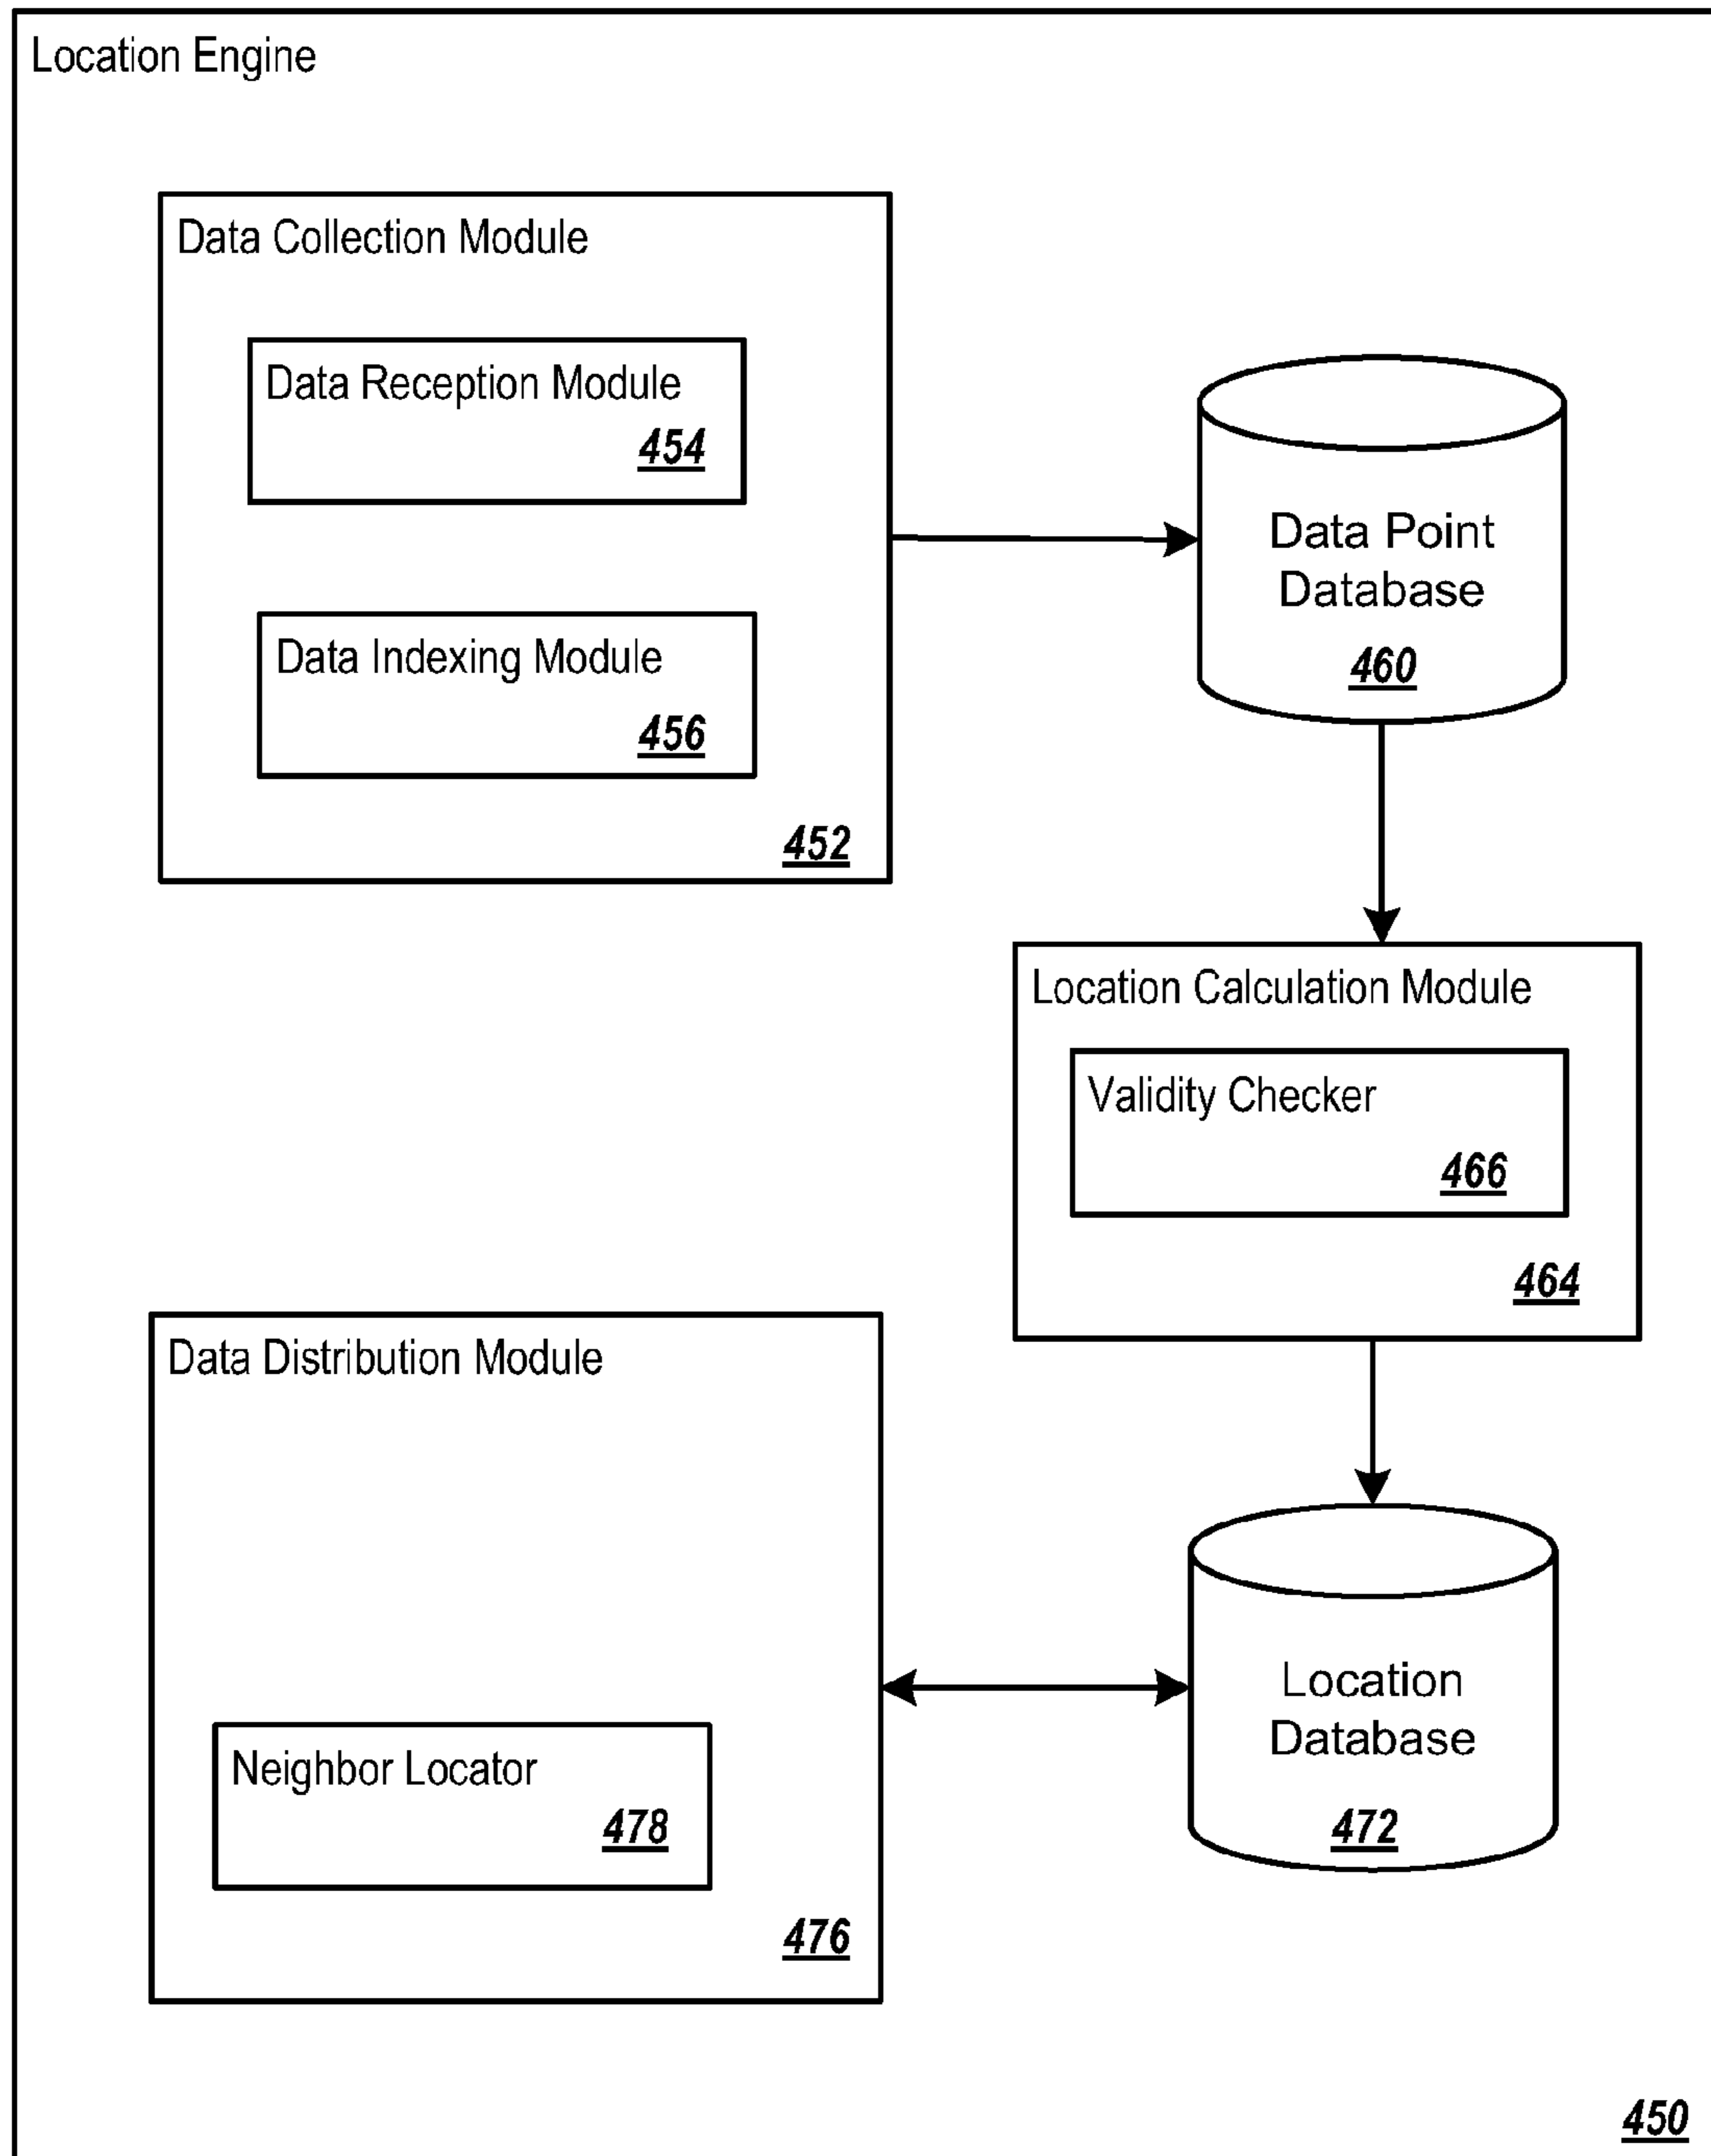 Location Engine
Data Collection Module
Data Reception Module
454
Data Indexing Module
456
452
Data Point
Database
460
Location Calculation Module
Validity Checker
466
464
Data Distribution Module
Neighbor Locator
478
476
Location
Database
472
450